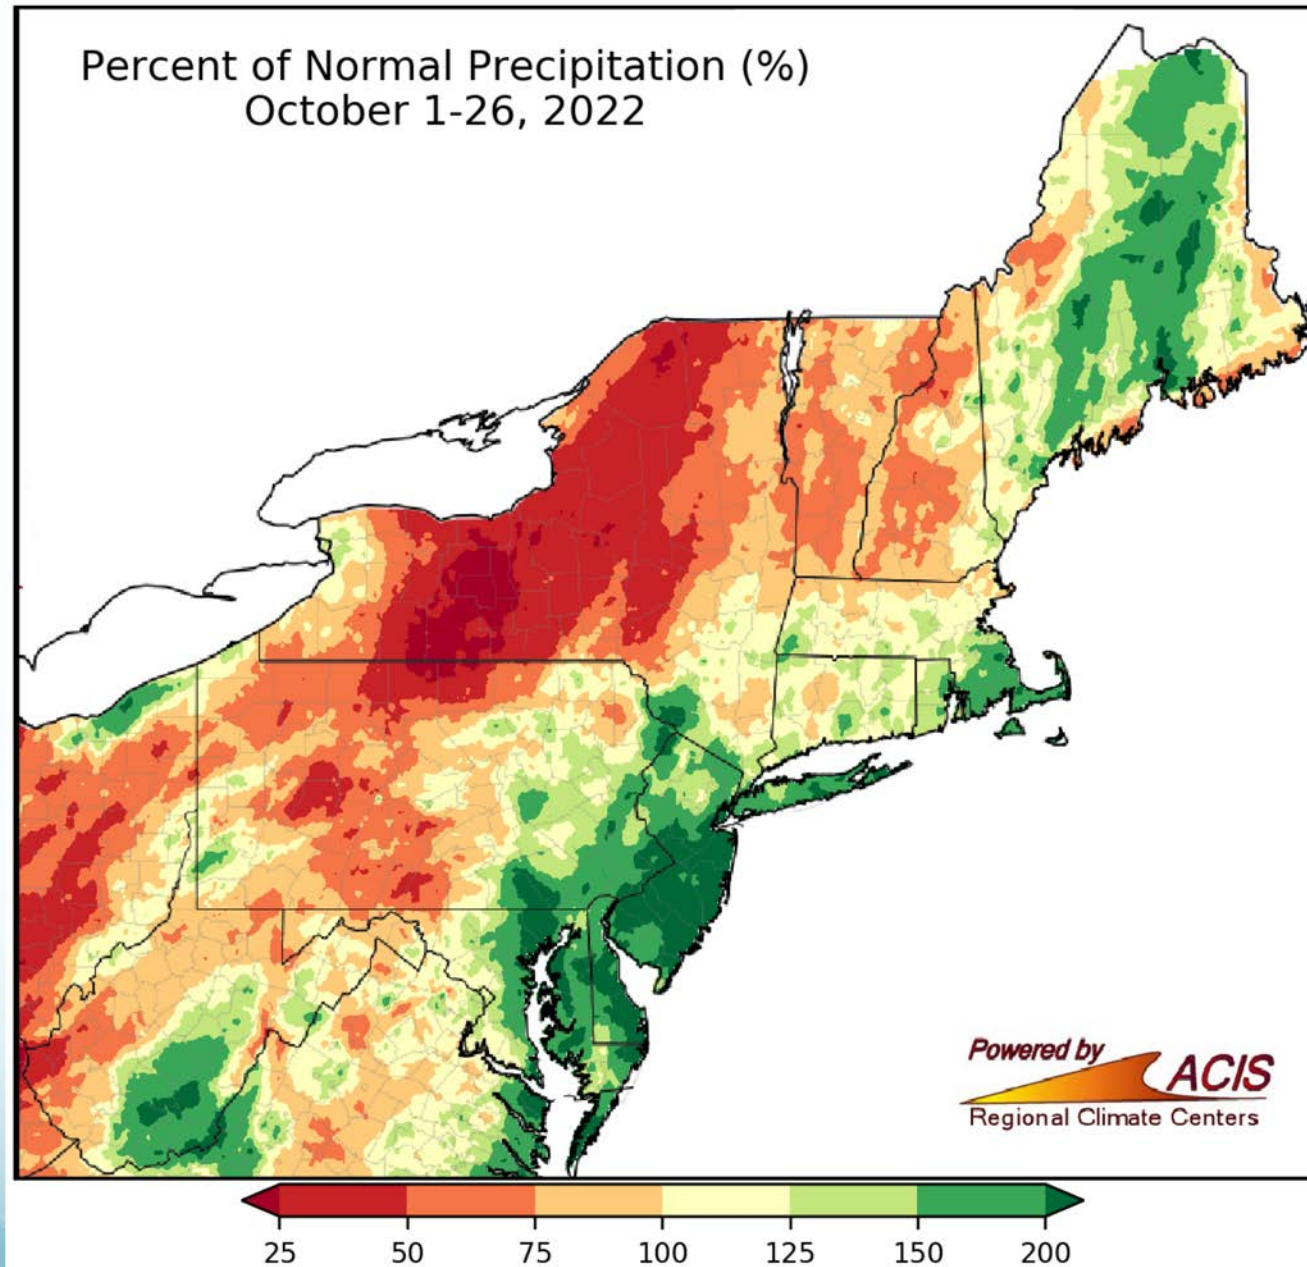 Percent of Normal Precipitation (%)
October 1-26, 2022
Powered by
ACIS
Regional Climate Centers
25 50 75 100 125 150 200